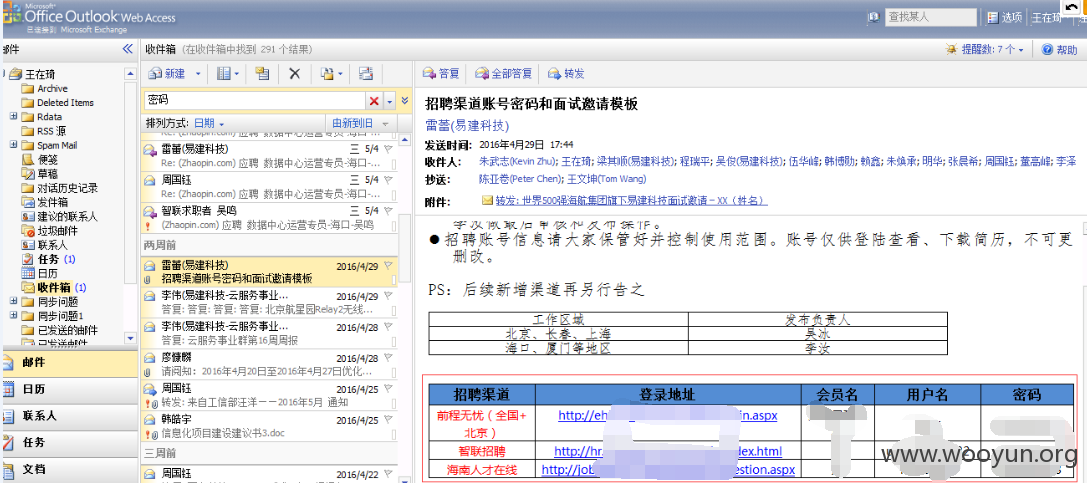 Microsoft®
Office Outlook Web Access
已连接到 Microsoft Exchange
查找某人
选项
王在琦
邮件
收件箱 (在收件箱中找到 291 个结果)
提醒数: 7 个
帮助
王在琦
Archive
Deleted Items
Rdata
RSS 源
Spam Mail
便笺
草稿
对话历史记录
发件箱
建议的联系人
垃圾邮件
联系人
任务 (1)
日历
收件箱 (1)
同步问题
同步问题1
已发送的邮件
已发送邮件
邮件
日历
联系人
任务
文档
新建
密码
排列方式: 日期
由新到旧
Re: (Zhaopin.com) 应聘 数据中心运营专员-海口-...
雷蕾(易建科技) 三 5/4
Re: (Zhaopin.com) 应聘 数据中心运营专员-海口-...
周国钰 三 5/4
Re: (Zhaopin.com) 应聘 数据中心运营专员-海口-...
智联求职者 吴鸣 三 5/4
(Zhaopin.com) 应聘 数据中心运营专员-海口-吴鸣
两周前
雷蕾(易建科技) 2016/4/29
招聘渠道账号密码和面试邀请模板
李伟(易建科技-云服务事业... 2016/4/29
答复: 答复: 答复: 答复: 北京航星园Relay2无线...
李伟(易建科技-云服务事业... 2016/4/28
答复: 云服务事业群第16周周报
廖慷麟 2016/4/28
请阅知: 2016年4月20日至2016年4月27日优化...
周国钰 2016/4/25
转发: 来自工信部汪洋－－2016年5月 通知
韩皓宇 2016/4/25
信息化项目建设建议书3.doc
三周前
周国钰 2016/4/22
答复
全部答复
转发
招聘渠道账号密码和面试邀请模板
雷蕾(易建科技)
发送时间: 2016年4月29日 17:44
收件人: 朱武志(Kevin Zhu); 王在琦; 梁其顺(易建科技); 程瑞平; 吴俊(易建科技); 伍华峰; 韩博勋; 赖鑫; 朱焕承; 明华; 张晨希; 周国钰; 董高峰; 李泽
抄送: 陈亚卷(Peter Chen); 王文坤(Tom Wang)
附件: 转发: 世界500强海航集团旗下易建科技面试邀请－XX（姓名）
李汝做最后审核和发布操作。
●招聘账号信息请大家保管好并控制使用范围。账号仅供登陆查看、下载简历，不可更
删改。
PS：后续新增渠道再另行告之
工作区域 发布负责人
北京、长春、上海 吴冰
海口、厦门等地区 李汝
招聘渠道 登录地址 会员名 用户名 密码
前程无忧（全国+
北京） http://eh in.aspx
智联招聘 http://hr dex.html
海南人才在线 http://job estion.aspx
www.wooyun.org